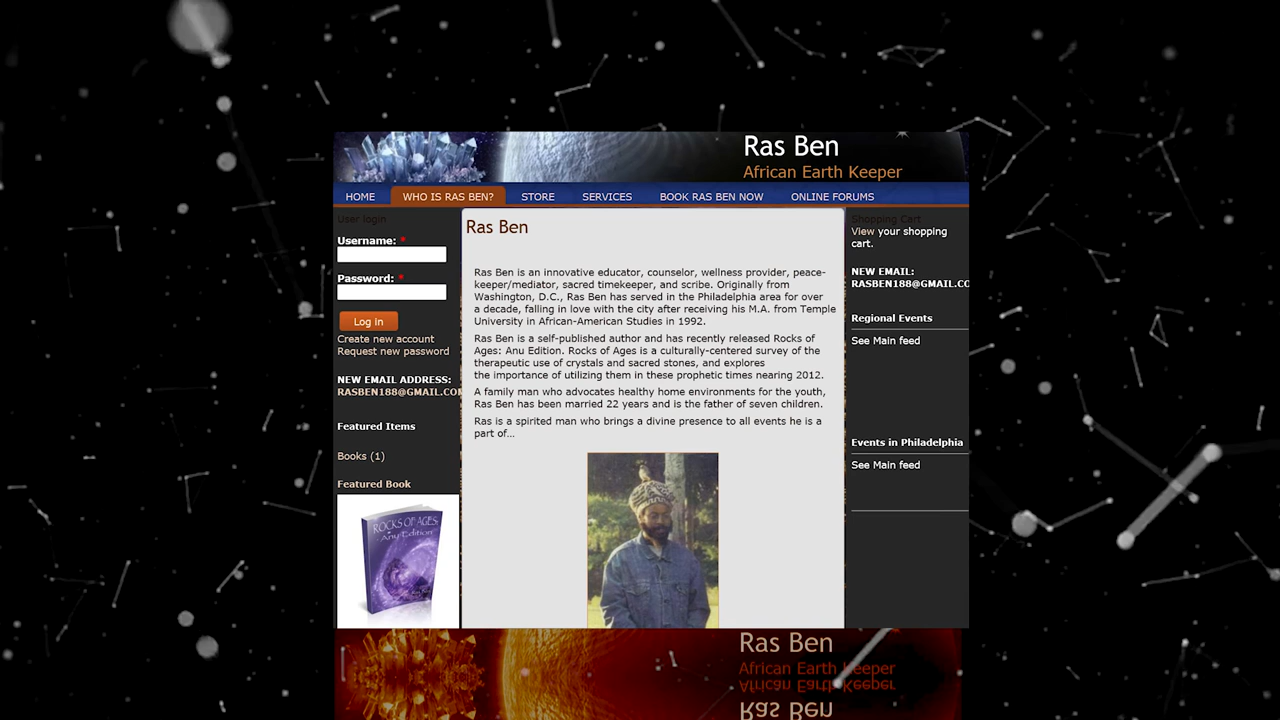 Ras Ben
African Earth Keeper
HOME
WHO IS RAS BEN?
STORE
SERVICES
BOOK RAS BEN NOW
ONLINE FORUMS
User login
Username: *
Password: *
Log in
Create new account
Request new password
NEW EMAIL ADDRESS:
RASBEN188@GMAIL.CO
Featured Items
Books (1)
Featured Book
ROCKS OF AGES:
Anu Edition
Ras Ben
Ras Ben is an innovative educator, counselor, wellness provider, peace-
keeper/mediator, sacred timekeeper, and scribe. Originally from
Washington, D.C., Ras Ben has served in the Philadelphia area for over
a decade, falling in love with the city after receiving his M.A. from Temple
University in African-American Studies in 1992.
Ras Ben is a self-published author and has recently released Rocks of
Ages: Anu Edition. Rocks of Ages is a culturally-centered survey of the
therapeutic use of crystals and sacred stones, and explores
the importance of utilizing them in these prophetic times nearing 2012.
A family man who advocates healthy home environments for the youth,
Ras Ben has been married 22 years and is the father of seven children.
Ras is a spirited man who brings a divine presence to all events he is a
part of...
Shopping Cart
View your shopping
cart.
NEW EMAIL:
RASBEN188@GMAIL.CO
Regional Events
See Main feed
Events in Philadelphia
See Main feed
Ras Ben
African Earth Keeper
African Earth Keeper
Ras Ben